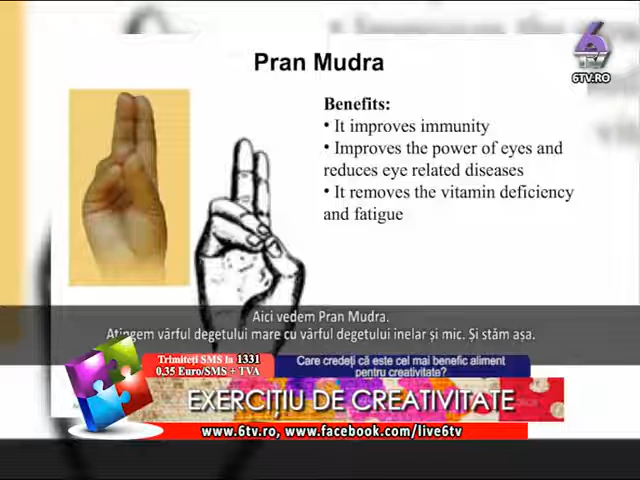 6
TV
6TV.RO
Pran Mudra
Benefits:
• It improves immunity
• Improves the power of eyes and
reduces eye related diseases
• It removes the vitamin deficiency
and fatigue
Aici vedem Pran Mudra.
Atingem vârful degetului mare cu vârful degetului inelar și mic. Și stăm așa.
Trimiteți SMS la 1331
0,35 Euro/SMS + TVA
Care credeți că este cel mai benefic aliment
pentru creativitate?
EXERCIȚIU DE CREATIVITATE
www.6tv.ro, www.facebook.com/live6tv